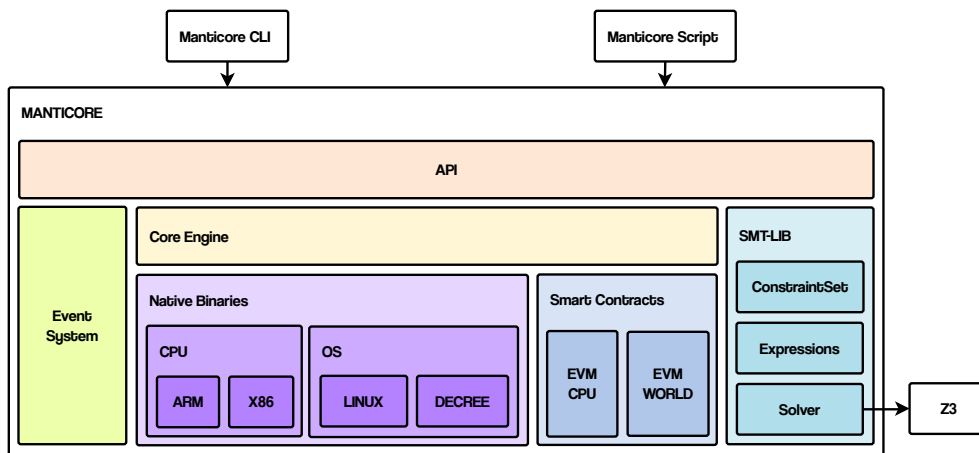 Manticore CLI
Manticore Script
MANTICORE
API
Event
System
Core Engine
Native Binaries
CPU
ARM
X86
OS
LINUX
DECREE
Smart Contracts
EVM
CPU
EVM
WORLD
SMT-LIB
ConstraintSet
Expressions
Solver
Z3